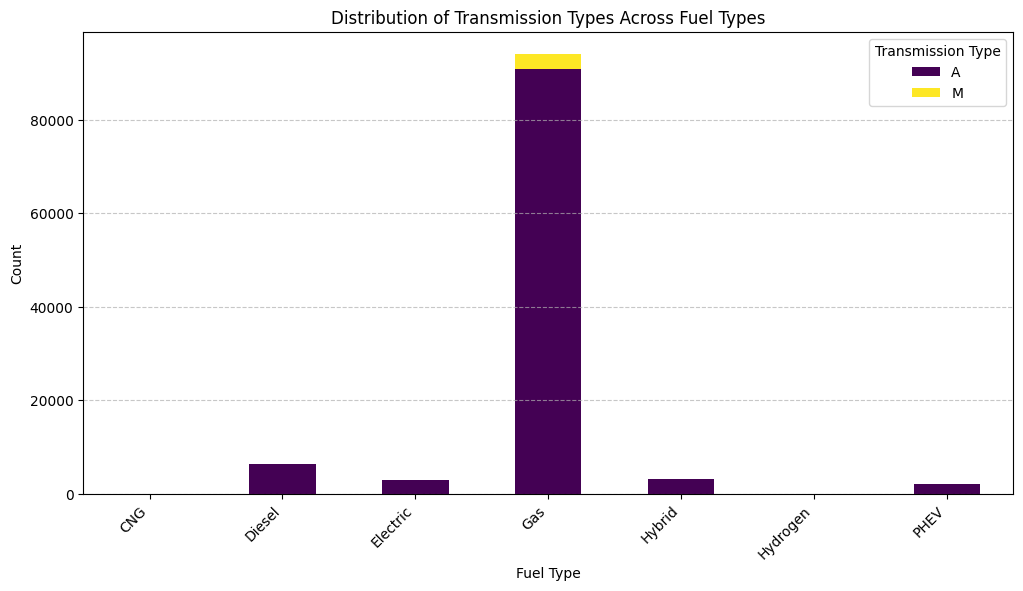 Distribution of Transmission Types Across Fuel Types
Transmission Type
A
M
80000
60000
40000
20000
0
Count
CNG
Diesel
Electric
Gas
Hybrid
Hydrogen
PHEV
Fuel Type